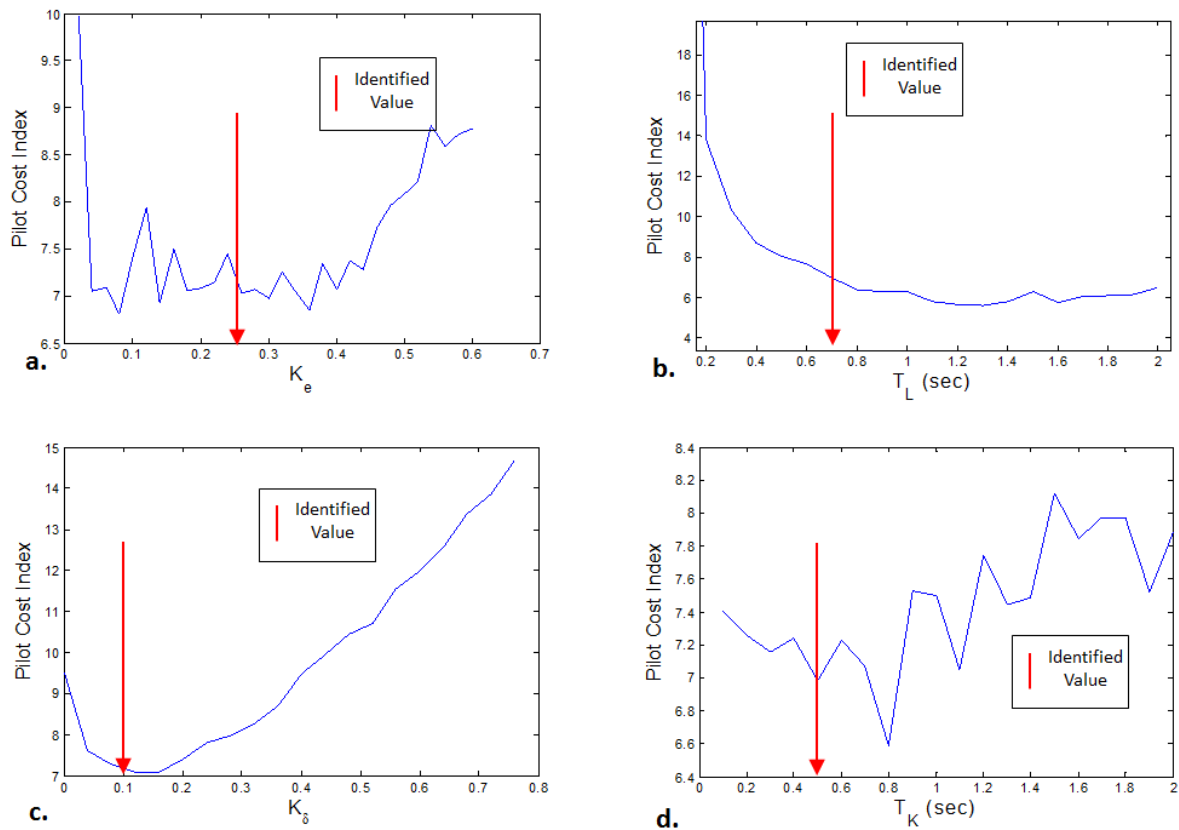 10
9.5
9
8.5
8
7.5
7
6.5
Pilot Cost Index
Identified
Value
0 0.1 0.2 0.3 0.4 0.5 0.6 0.7
K_e
a.
18
16
14
12
10
8
6
4
Pilot Cost Index
Identified
Value
0.2 0.4 0.6 0.8 1 1.2 1.4 1.6 1.8 2
T_L (sec)
b.
15
14
13
12
11
10
9
8
7
Pilot Cost Index
Identified
Value
0 0.1 0.2 0.3 0.4 0.5 0.6 0.7 0.8
K_δ
c.
8.4
8.2
8
7.8
7.6
7.4
7.2
7
6.8
6.6
6.4
Pilot Cost Index
Identified
Value
0 0.2 0.4 0.6 0.8 1 1.2 1.4 1.6 1.8 2
T_K (sec)
d.